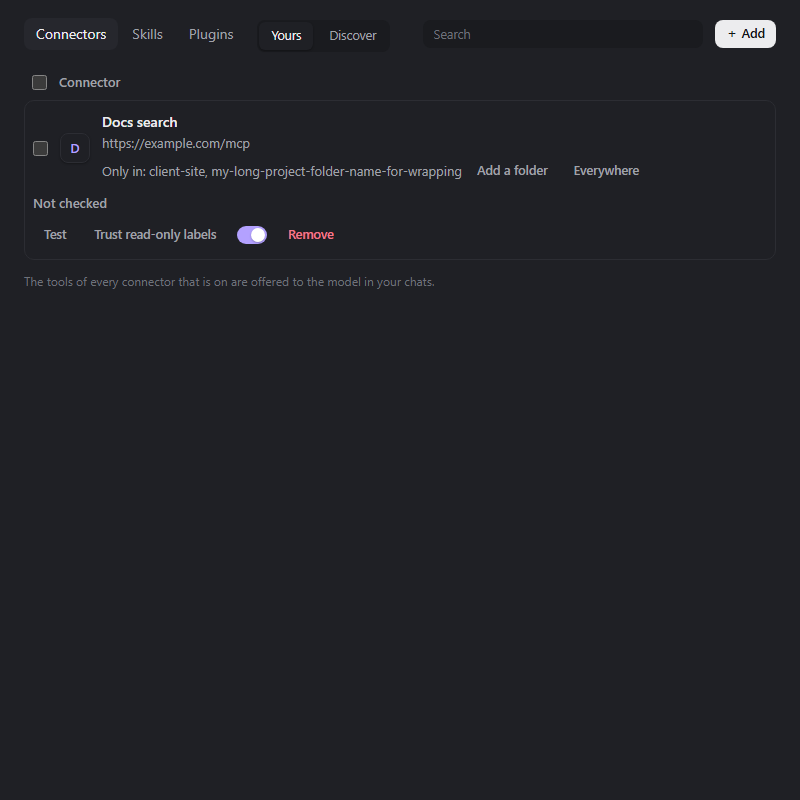 Connectors Skills Plugins Yours Discover Search + Add
Connector
Docs search
D https://example.com/mcp
Only in: client-site, my-long-project-folder-name-for-wrapping Add a folder Everywhere
Not checked
Test Trust read-only labels Remove
The tools of every connector that is on are offered to the model in your chats.